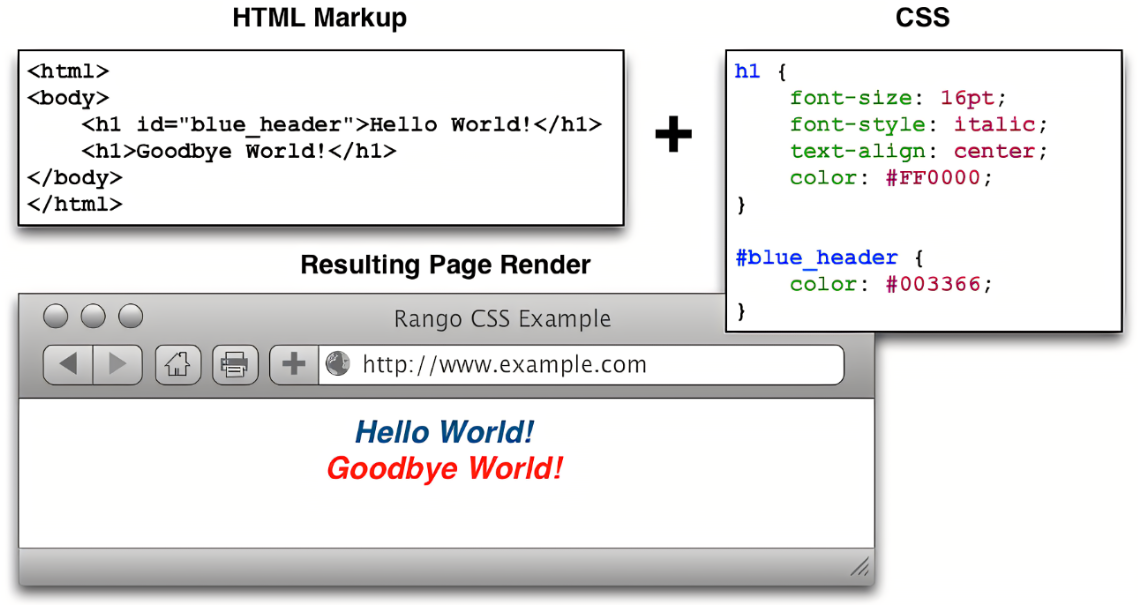 HTML Markup
<html>
<body>
    <h1 id="blue_header">Hello World!</h1>
    <h1>Goodbye World!</h1>
</body>
</html>
+
CSS
h1 {
    font-size: 16pt;
    font-style: italic;
    text-align: center;
    color: #FF0000;
}

#blue_header {
    color: #003366;
}
Resulting Page Render
Rango CSS Example
http://www.example.com
Hello World!
Goodbye World!